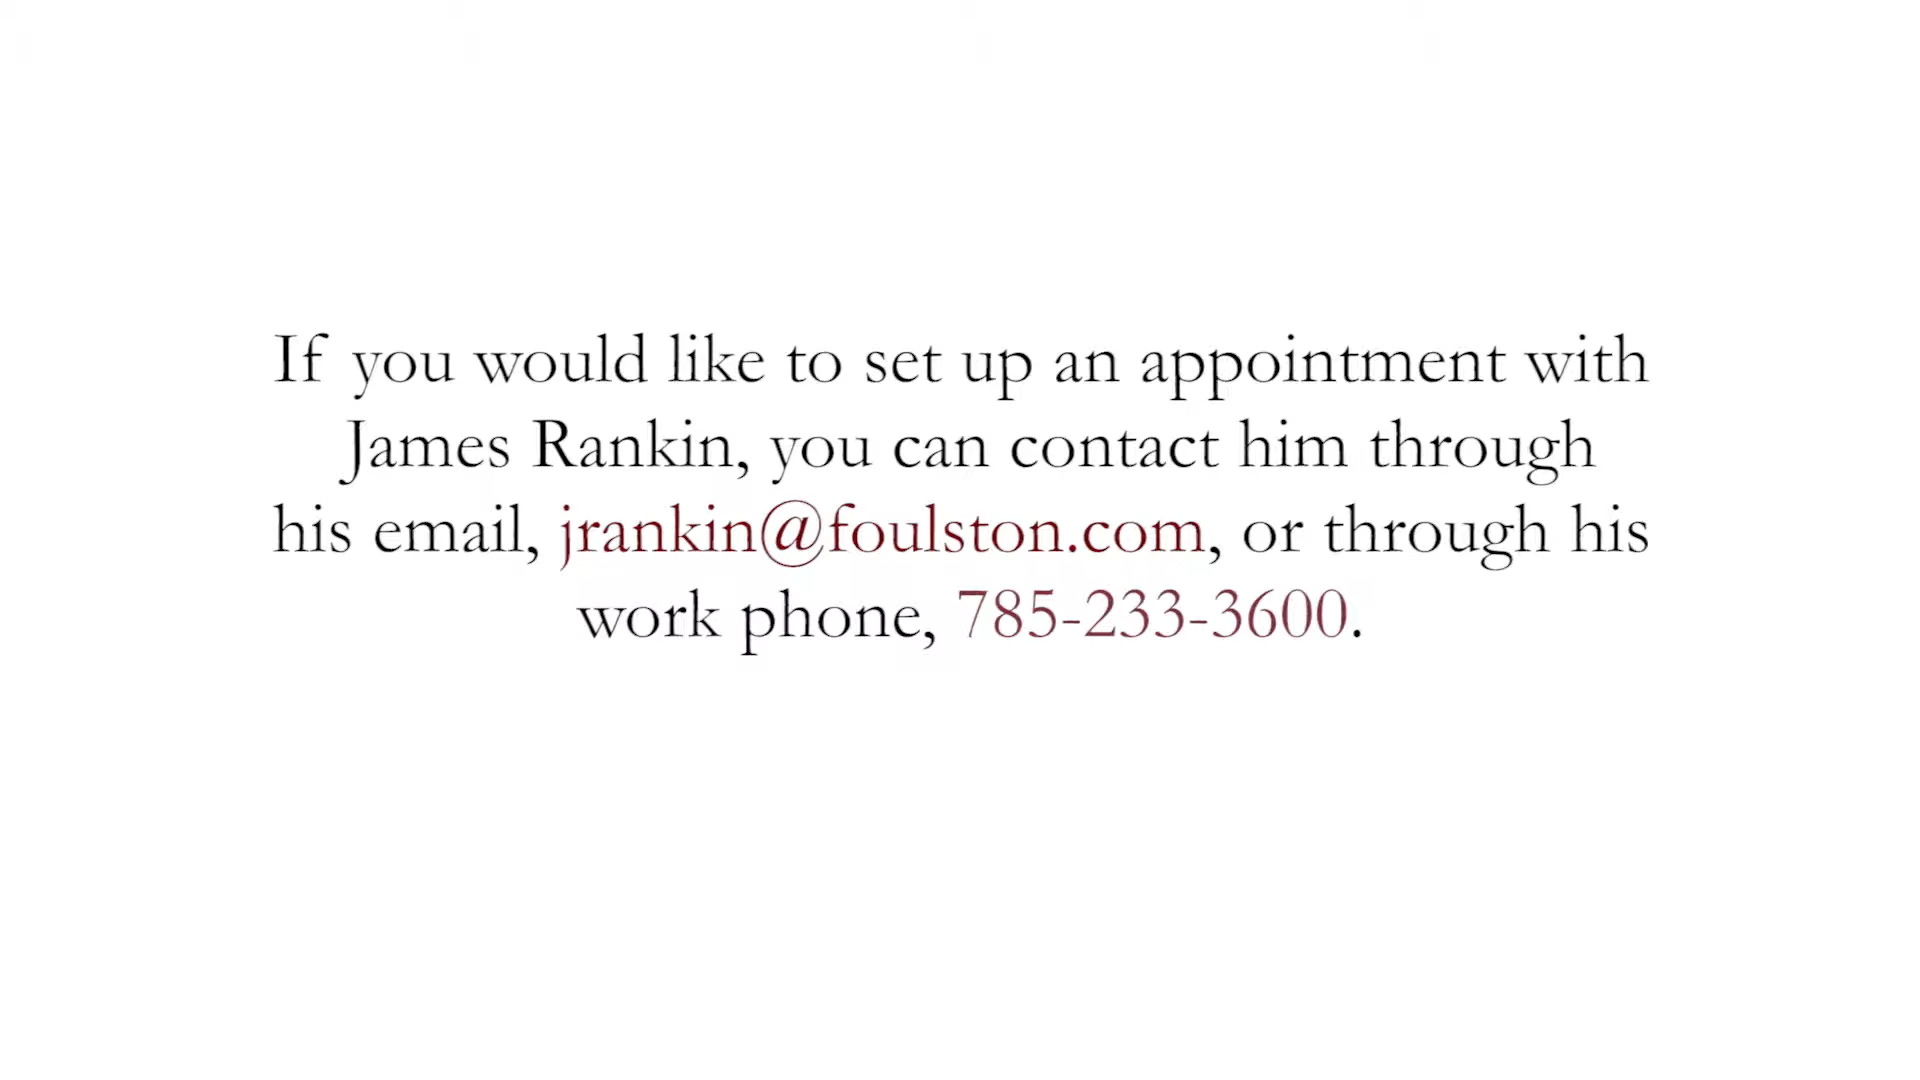 If you would like to set up an appointment with
James Rankin, you can contact him through
his email, jrankin@foulston.com, or through his
work phone, 785-233-3600.